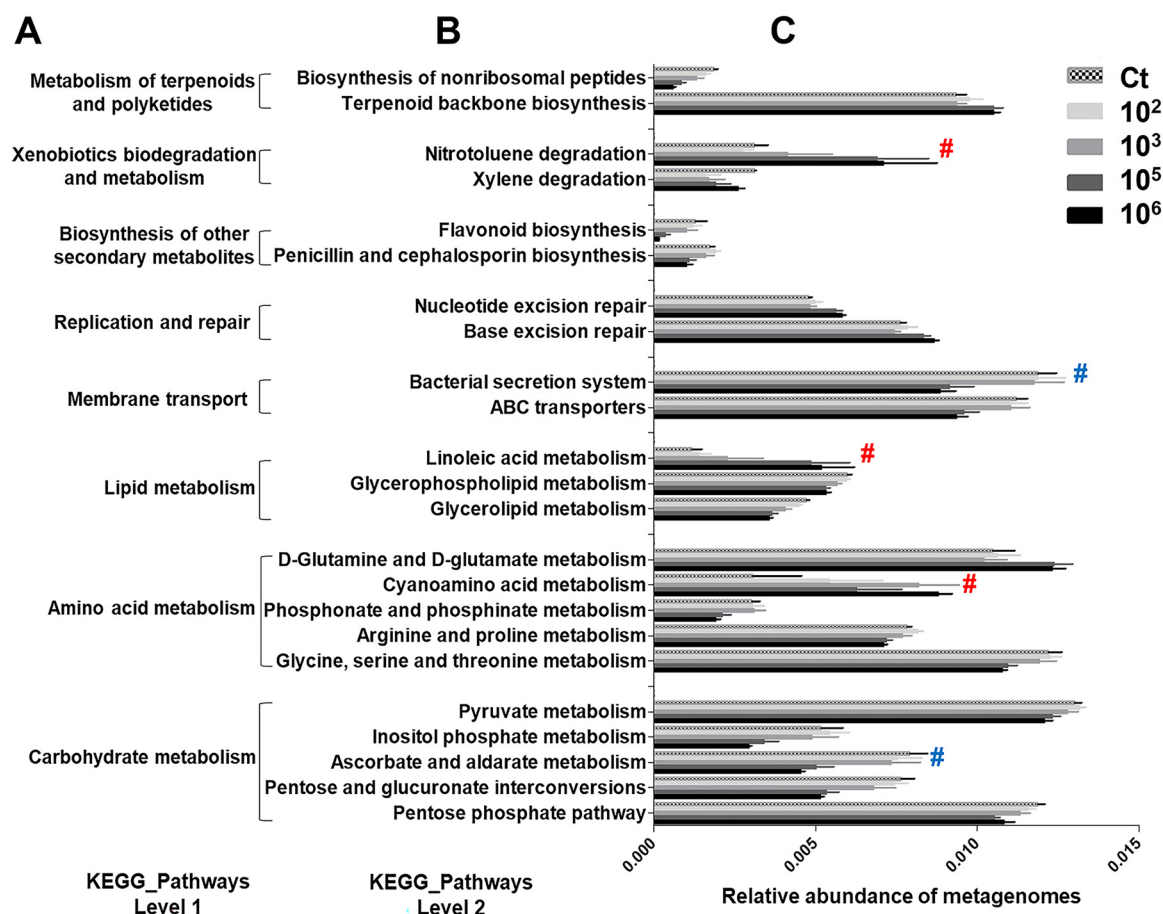 A
B
C
Metabolism of terpenoids
and polyketides
Biosynthesis of nonribosomal peptides
Terpenoid backbone biosynthesis
Xenobiotics biodegradation
and metabolism
Nitrotoluene degradation
#
Xylene degradation
Biosynthesis of other
secondary metabolites
Flavonoid biosynthesis
Penicillin and cephalosporin biosynthesis
Replication and repair
Nucleotide excision repair
Base excision repair
Membrane transport
Bacterial secretion system
#
ABC transporters
Lipid metabolism
Linoleic acid metabolism
#
Glycerophospholipid metabolism
Glycerolipid metabolism
Amino acid metabolism
D-Glutamine and D-glutamate metabolism
Cyanoamino acid metabolism
#
Phosphonate and phosphinate metabolism
Arginine and proline metabolism
Glycine, serine and threonine metabolism
Carbohydrate metabolism
Pyruvate metabolism
Inositol phosphate metabolism
Ascorbate and aldarate metabolism
#
Pentose and glucuronate interconversions
Pentose phosphate pathway
Ct
10²
10³
10⁵
10⁶
0.000
0.005
0.010
0.015
Relative abundance of metagenomes
KEGG_Pathways
Level 1
KEGG_Pathways
Level 2